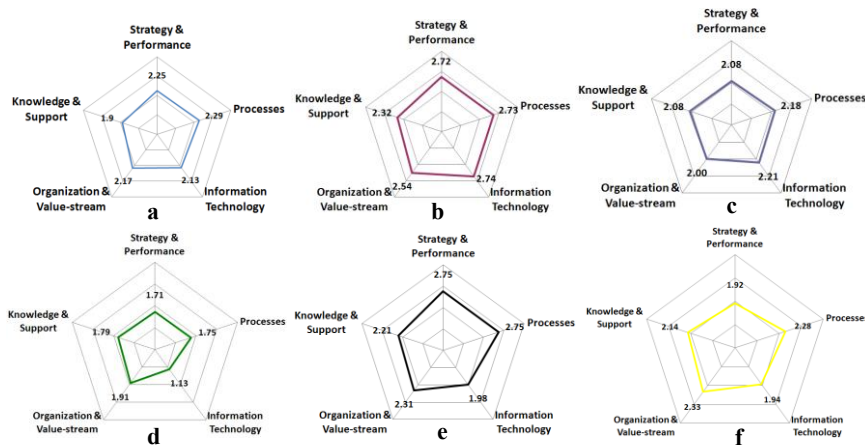 Strategy &
Performance
2.25
Knowledge &
Support
1.9
Processes
2.29
Organization &
Value-stream
2.17
2.13
Information
Technology
a
Strategy &
Performance
2.72
Knowledge &
Support
2.32
Processes
2.73
Organization &
Value-stream
2.54
2.74
Information
Technology
b
Strategy &
Performance
2.08
Knowledge &
Support
2.08
Processes
2.18
Organization &
Value-stream
2.00
2.21
Information
Technology
c
Strategy &
Performance
1.71
Knowledge &
Support
1.79
Processes
1.75
Organization &
Value-stream
1.91
1.13
Information
Technology
d
Strategy &
Performance
2.75
Knowledge &
Support
2.21
Processes
2.75
Organization &
Value-stream
2.31
1.98
Information
Technology
e
Strategy &
Performance
1.92
Knowledge &
Support
2.14
Processes
2.28
Organization &
Value-stream
2.33
1.94
Information
Technology
f